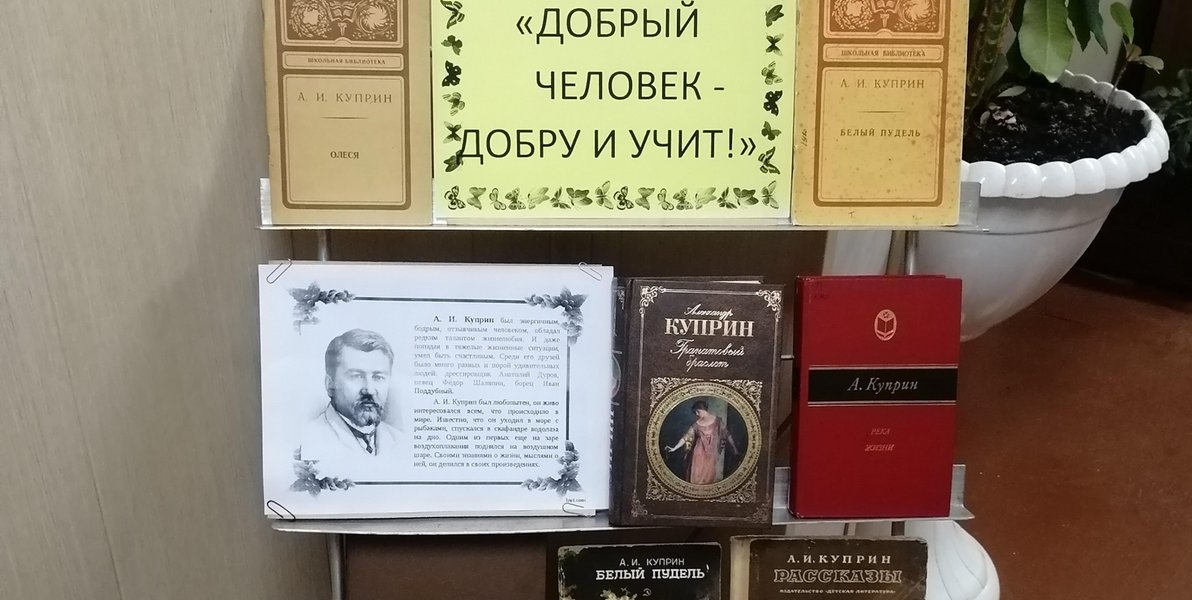 «ДОБРЫЙ
ЧЕЛОВЕК -
ДОБРУ И УЧИТ!»
ШКОЛЬНАЯ БИБЛИОТЕКА
А. И. КУПРИН
ОЛЕСЯ
ШКОЛЬНАЯ БИБЛИОТЕКА
А. И. КУПРИН
БЕЛЫЙ ПУДЕЛЬ
А. И. Куприн был энергичным,
бодрым, отзывчивым человеком, обладал
редким талантом жизнелюбия. И даже
попадая в тяжелые жизненные ситуации,
умел быть счастливым. Среди его друзей
было много разных и порой удивительных
людей: дрессировщик Анатолий Дуров,
певец Фёдор Шаляпин, борец Иван
Поддубный.
А. И. Куприн был любопытен, он живо
интересовался всем, что происходило в
мире. Известно, что он уходил в море с
рыбаками, спускался в скафандре водолаза
на дно. Одним из первых еще на заре
воздухоплавания поднялся на воздушном
шаре. Своими знаниями о жизни, мыслями о
ней, он делился в своих произведениях.
Александр
КУПРИН
Гранатовый
браслет
А. Куприн
РЕКА
ЖИЗНИ
А. И. КУПРИН
БЕЛЫЙ ПУДЕЛЬ
А. И. КУПРИН
РАССКАЗЫ
ИЗДАТЕЛЬСТВО «ДЕТСКАЯ ЛИТЕРАТУРА»